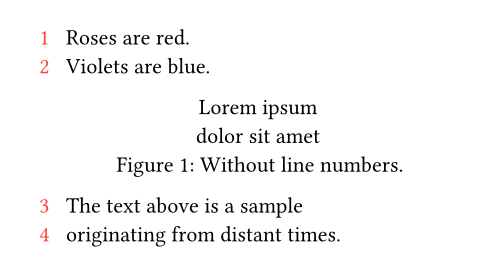 1 Roses are red.
2 Violets are blue.
Lorem ipsum
dolor sit amet
Figure 1: Without line numbers.
3 The text above is a sample
4 originating from distant times.